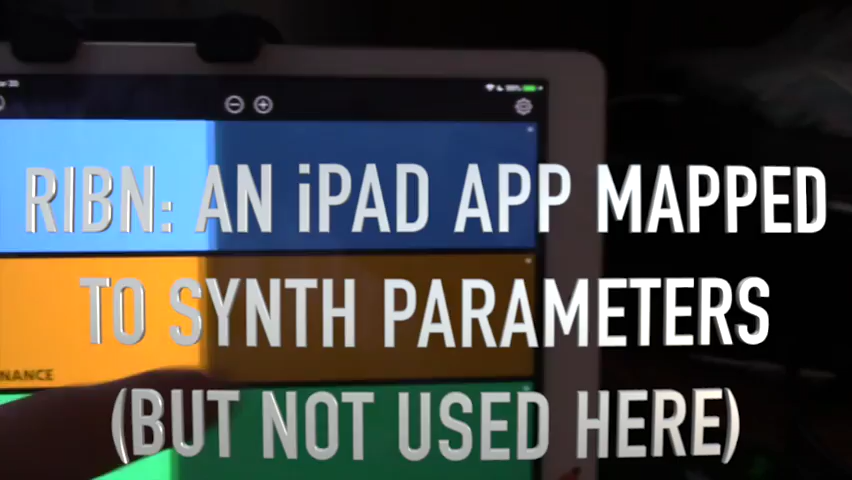 RIBN: AN iPAD APP MAPPED
TO SYNTH PARAMETERS
NANCE
(BUT NOT USED HERE)